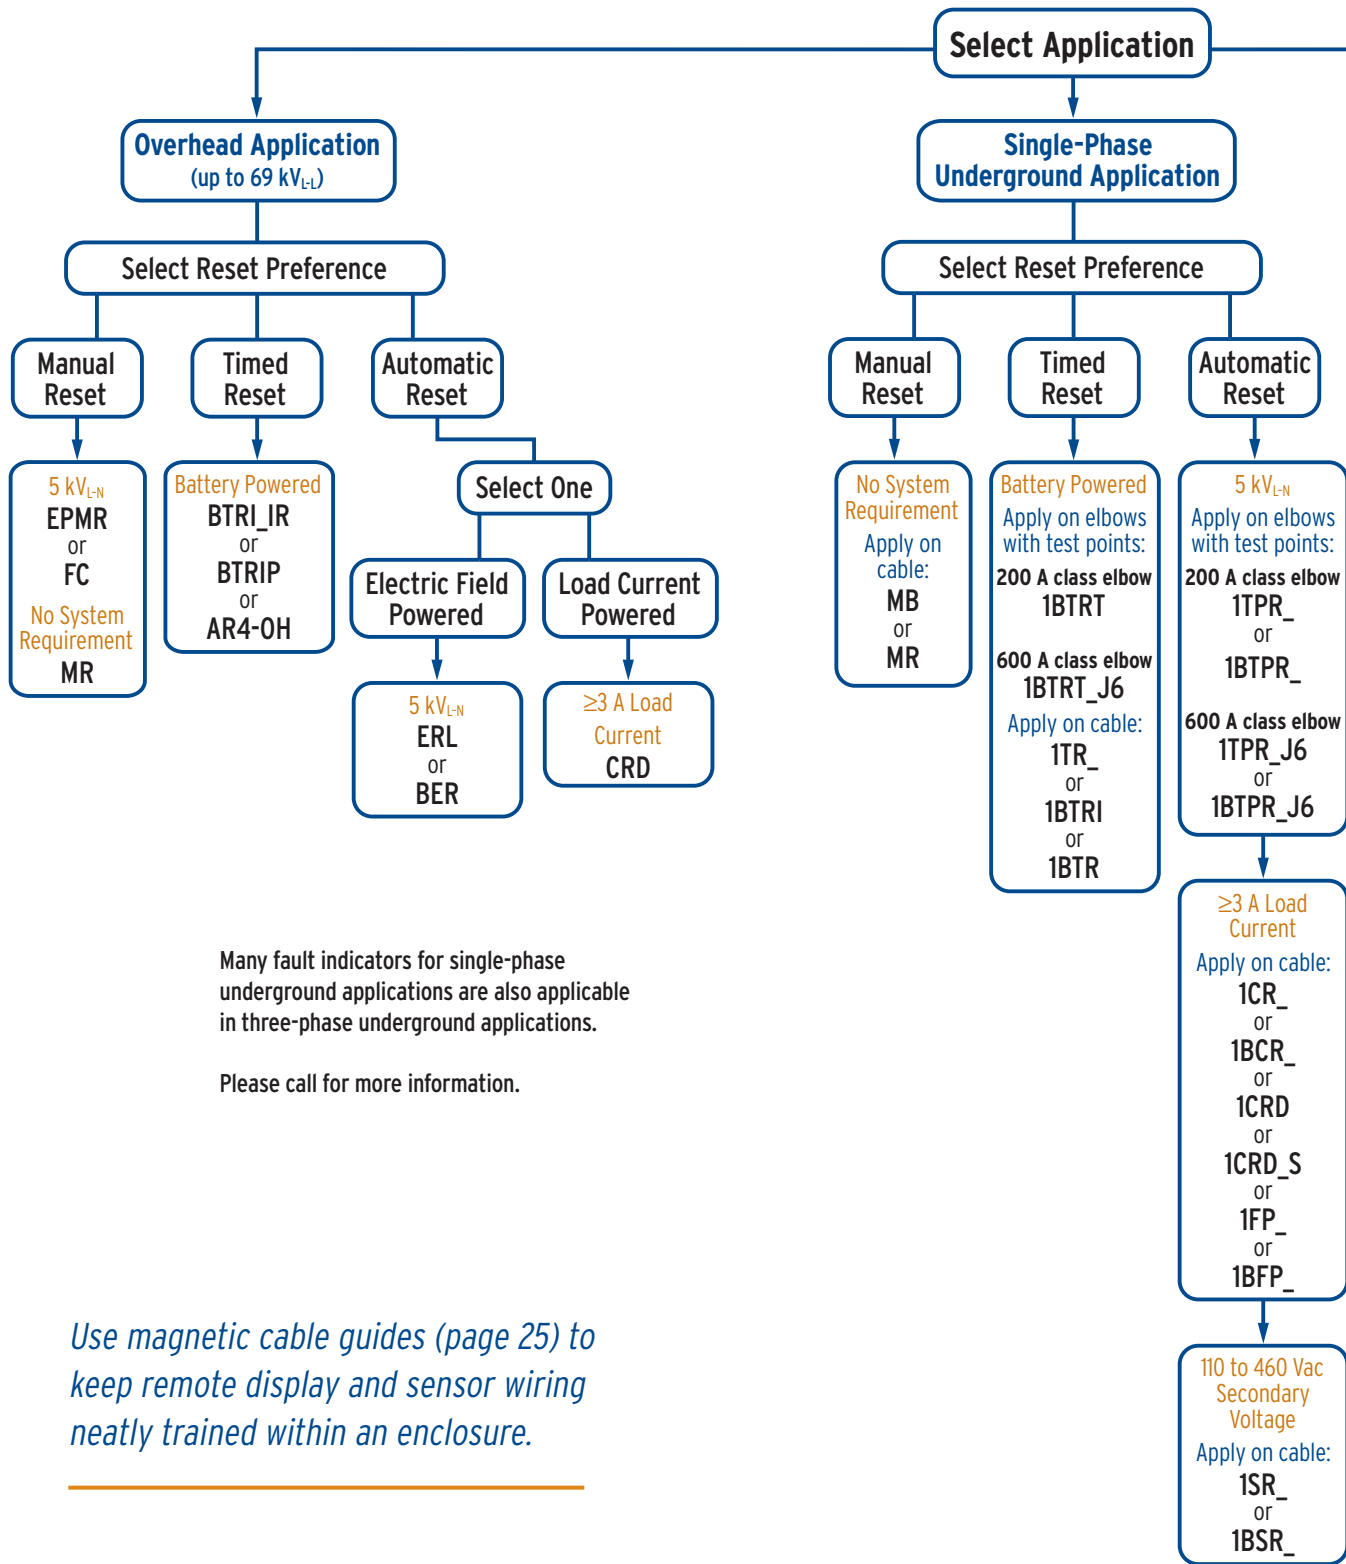 Select Application
Overhead Application
(up to 69 kVL-L)
Select Reset Preference
Manual
Reset
5 kVL-N
EPMR
or
FC
No System
Requirement
MR
Timed
Reset
Battery Powered
BTRI_IR
or
BTRIP
or
AR4-OH
Automatic
Reset
Select One
Electric Field
Powered
5 kVL-N
ERL
or
BER
Load Current
Powered
≥3 A Load
Current
CRD
Single-Phase
Underground Application
Select Reset Preference
Manual
Reset
No System
Requirement
Apply on
cable:
MB
or
MR
Timed
Reset
Battery Powered
Apply on elbows
with test points:
200 A class elbow
1BTRT
600 A class elbow
1BTRT_J6
Apply on cable:
1TR_
or
1BTRI
or
1BTR
Automatic
Reset
5 kVL-N
Apply on elbows
with test points:
200 A class elbow
1TPR_
or
1BTPR_
600 A class elbow
1TPR_J6
or
1BTPR_J6
≥3 A Load
Current
Apply on cable:
1CR_
or
1BCR_
or
1CRD
or
1CRD_S
or
1FP_
or
1BFP_
110 to 460 Vac
Secondary
Voltage
Apply on cable:
1SR_
or
1BSR_
Many fault indicators for single-phase
underground applications are also applicable
in three-phase underground applications.
Please call for more information.
Use magnetic cable guides (page 25) to
keep remote display and sensor wiring
neatly trained within an enclosure.